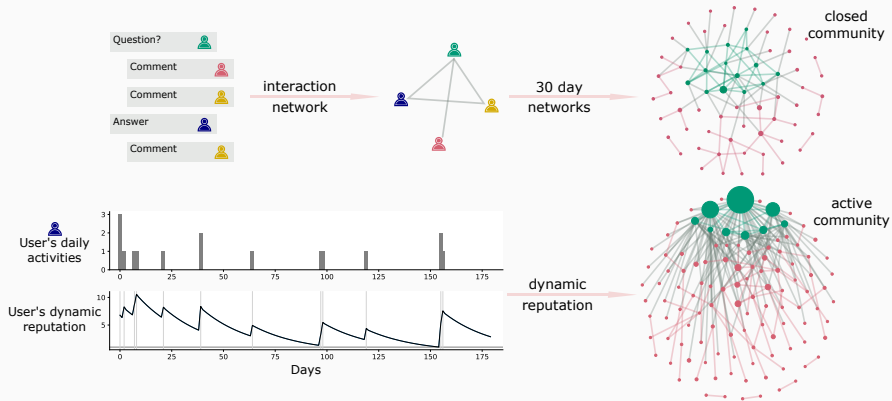 Question?
Comment
Comment
Answer
Comment
interaction
network
30 day
networks
closed
community
User's daily
activities
3
2
1
0
0
25
50
75
100
125
150
175
User's dynamic
reputation
10
5
0
25
50
75
100
125
150
175
Days
dynamic
reputation
active
community